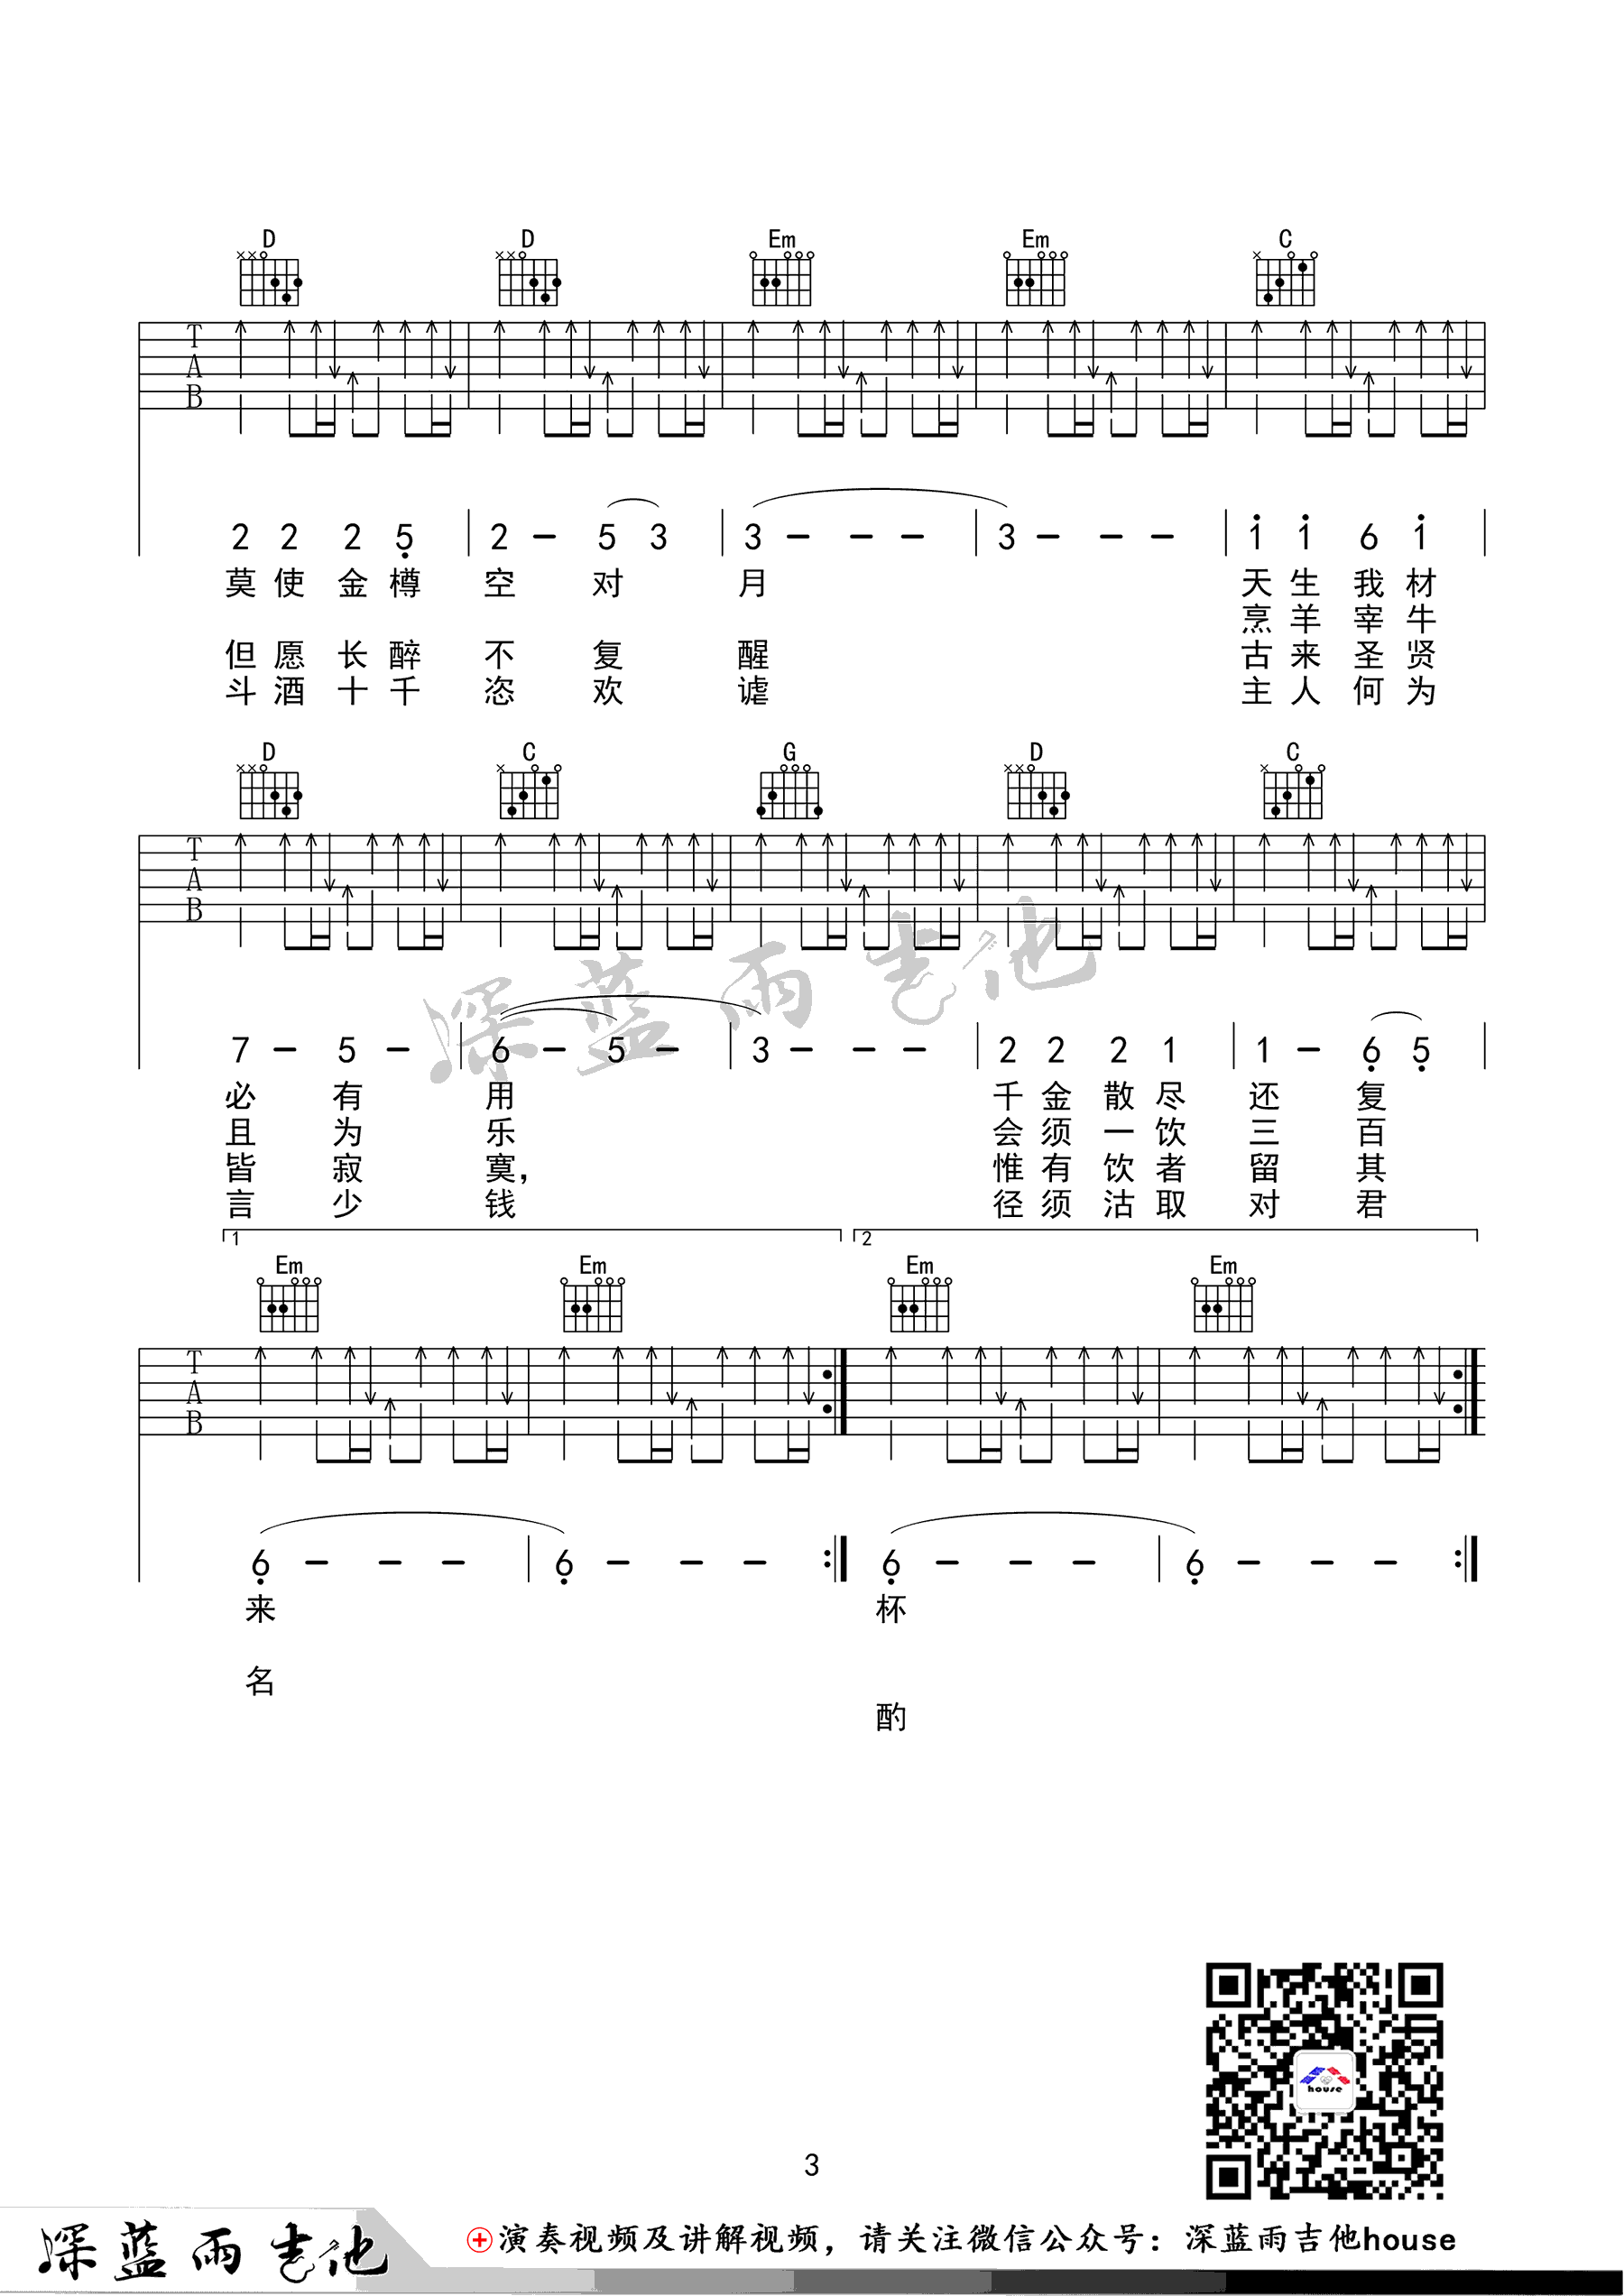 D D Em Em C
T
A
B
2 2 2 5 2 - 5 3 3 - - - 3 - - - 1 1 6 1
莫 使 金 樽 空 对 月 天 生 我 材
烹 羊 宰 牛
但 愿 长 醉 不 复 醒 古 来 圣 贤
斗 酒 十 千 恣 欢 谑 主 人 何 为
D C G D C
T
A
B
7 - 5 - 6 - 5 - 3 - - - 2 2 2 1 1 - 6 5
必 有 用 千 金 散 尽 还 复
且 为 乐 会 须 一 饮 三 百
皆 寂 寞， 惟 有 饮 者 留 其
言 少 钱 径 须 沽 取 对 君
1 2
Em Em Em Em
T
A
B
6 - - - 6 - - - 6 - - - 6 - - -
来 杯
名
酌
深蓝雨吉他
house
3
深蓝雨吉他
演奏视频及讲解视频，请关注微信公众号：深蓝雨吉他house